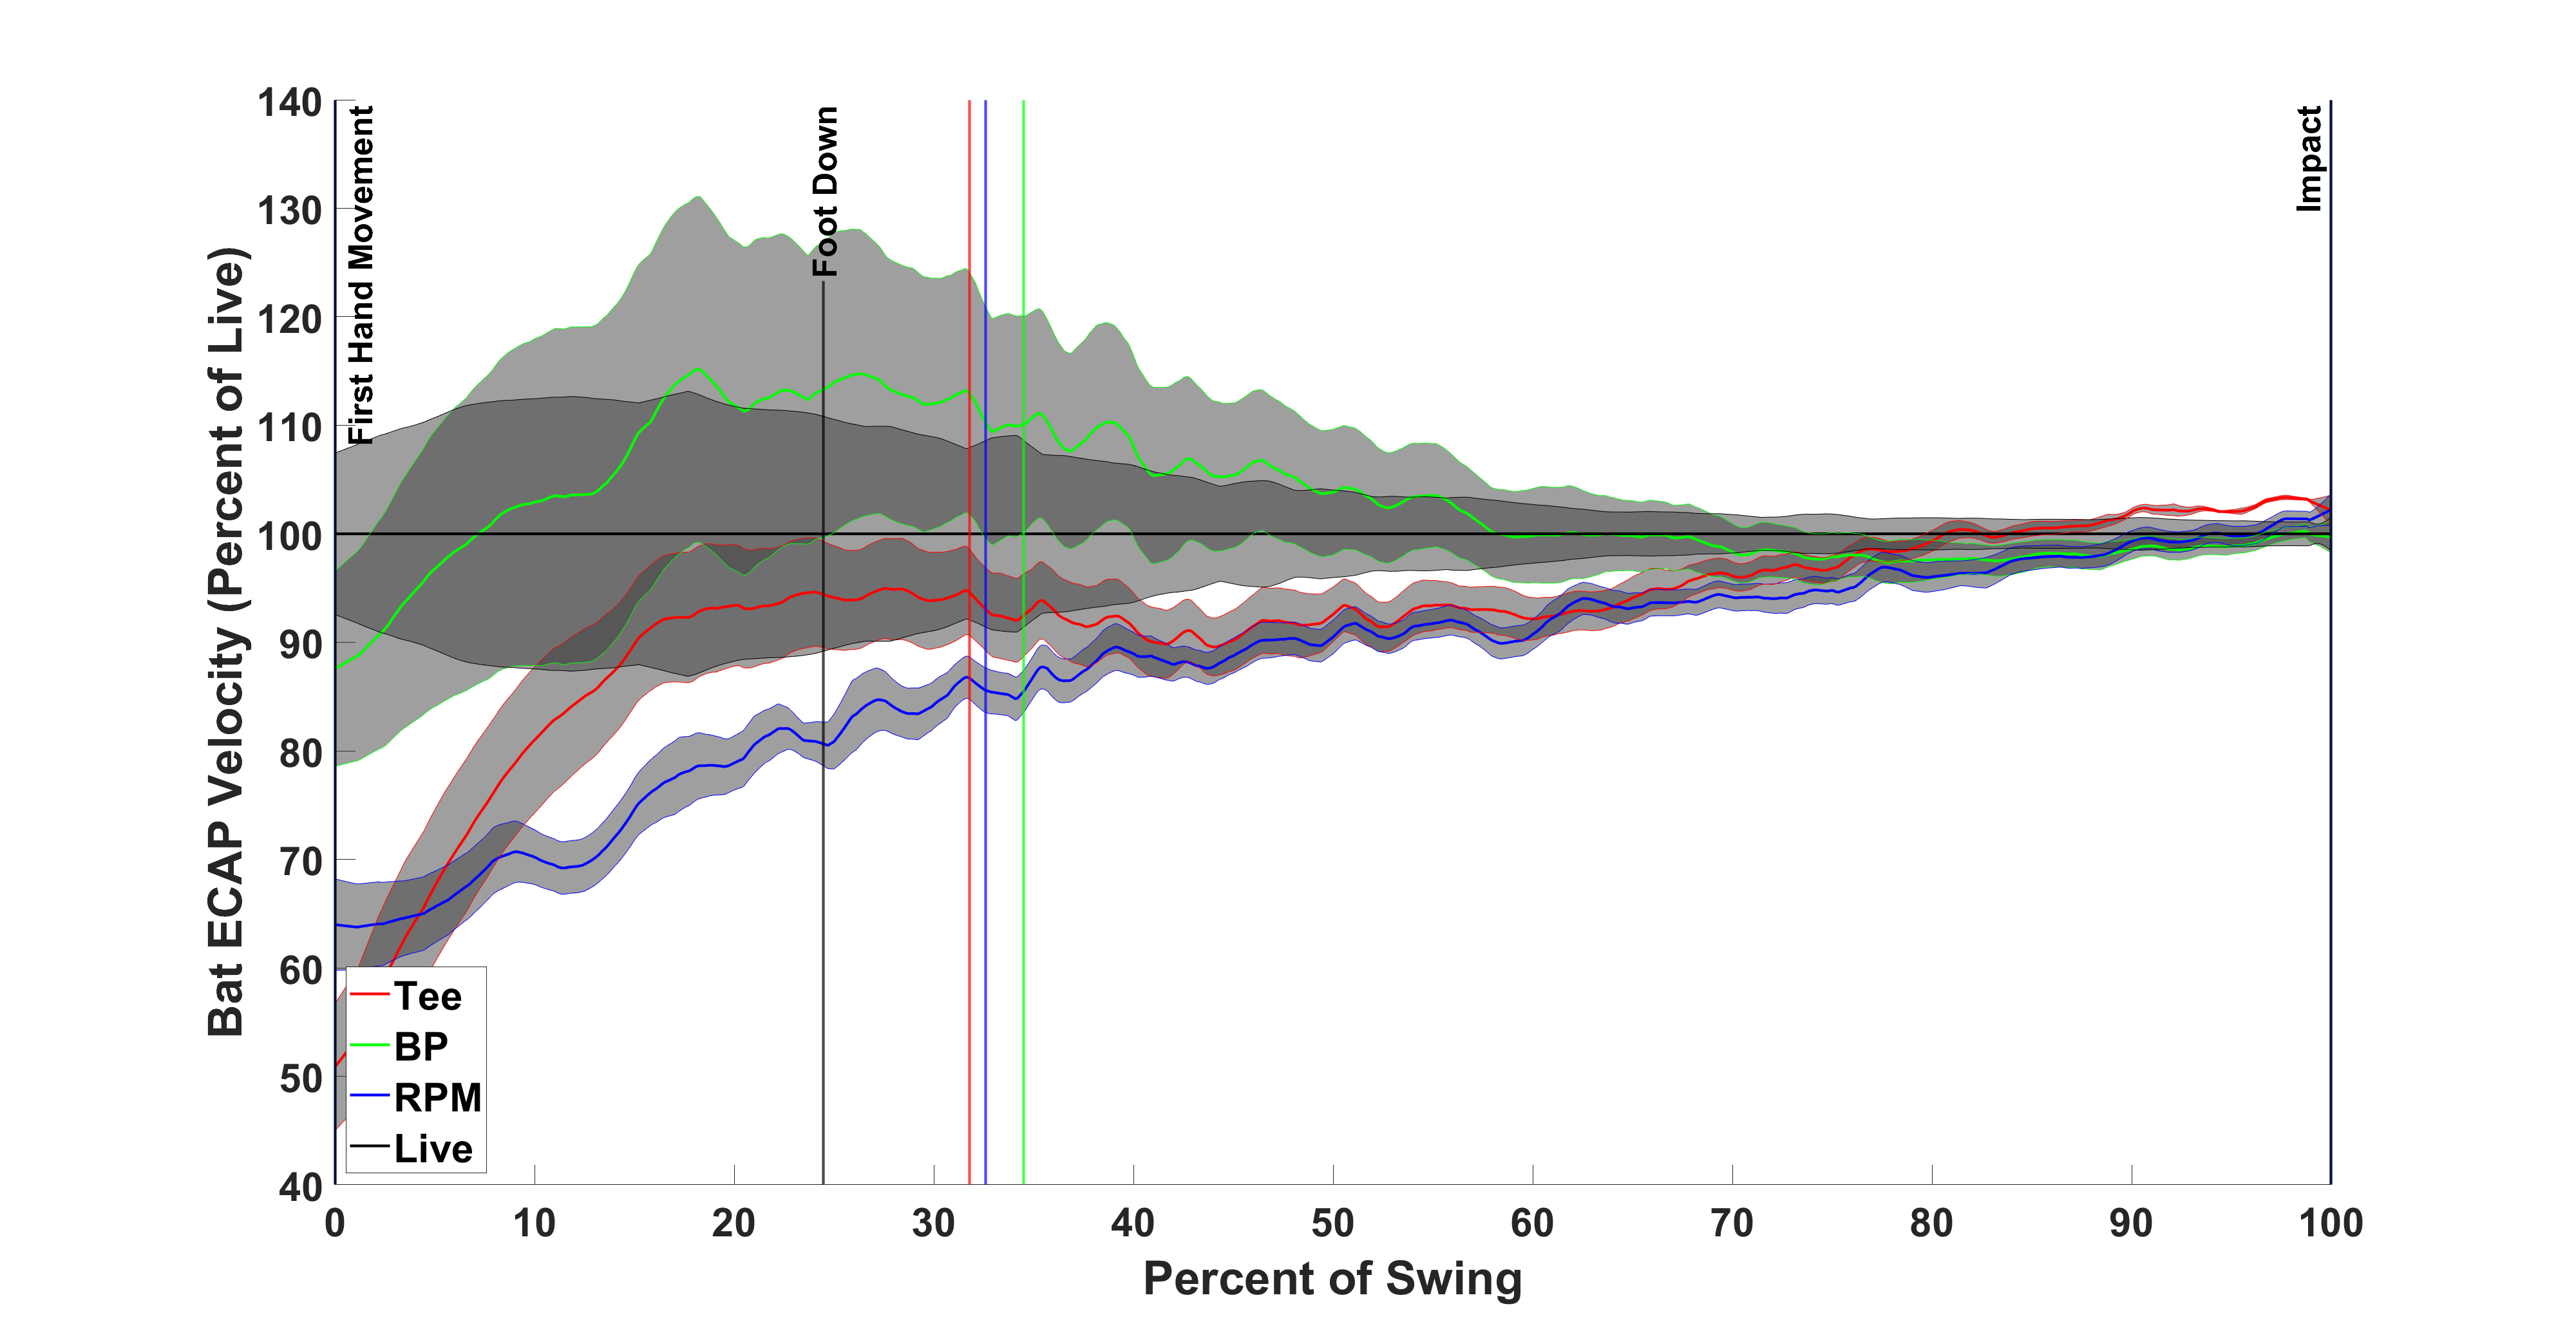 Bat ECAP Velocity (Percent of Live)
140
130
120
110
100
90
80
70
60
50
40
First Hand Movement
Foot Down
Impact
Tee
BP
RPM
Live
0 10 20 30 40 50 60 70 80 90 100
Percent of Swing